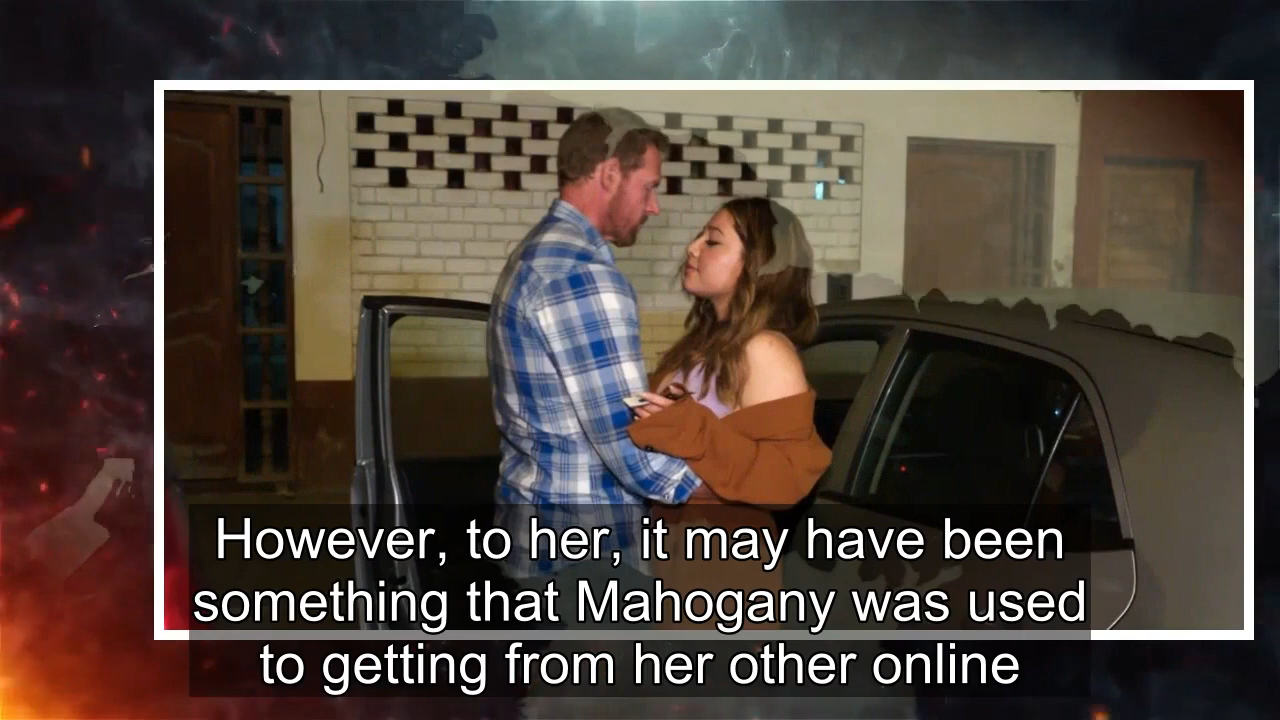 However, to her, it may have been
something that Mahogany was used
to getting from her other online